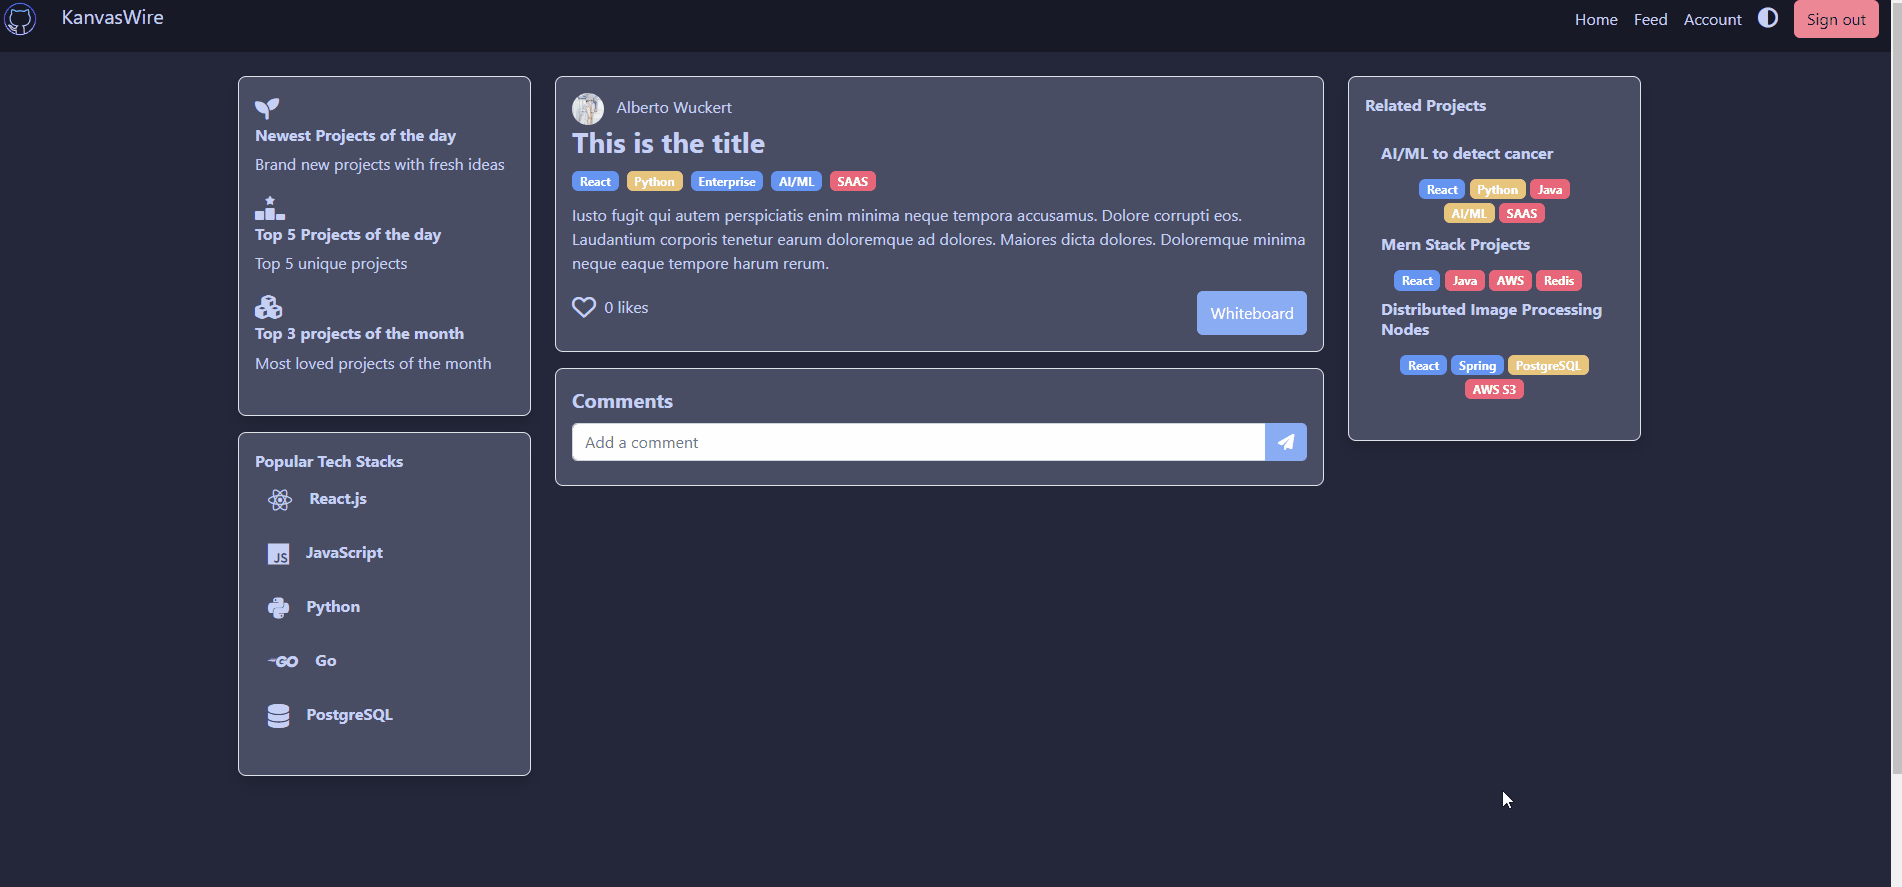 KanvasWire
Home Feed Account Sign out
Newest Projects of the day
Brand new projects with fresh ideas
Top 5 Projects of the day
Top 5 unique projects
Top 3 projects of the month
Most loved projects of the month
Popular Tech Stacks
React.js
JS JavaScript
Python
GO Go
PostgreSQL
Alberto Wuckert
This is the title
React Python Enterprise AI/ML SAAS
Iusto fugit qui autem perspiciatis enim minima neque tempora accusamus. Dolore corrupti eos.
Laudantium corporis tenetur earum doloremque ad dolores. Maiores dicta dolores. Doloremque minima
neque eaque tempore harum rerum.
0 likes
Whiteboard
Comments
Add a comment
Related Projects
AI/ML to detect cancer
React Python Java
AI/ML SAAS
Mern Stack Projects
React Java AWS Redis
Distributed Image Processing
Nodes
React Spring PostgreSQL
AWS S3